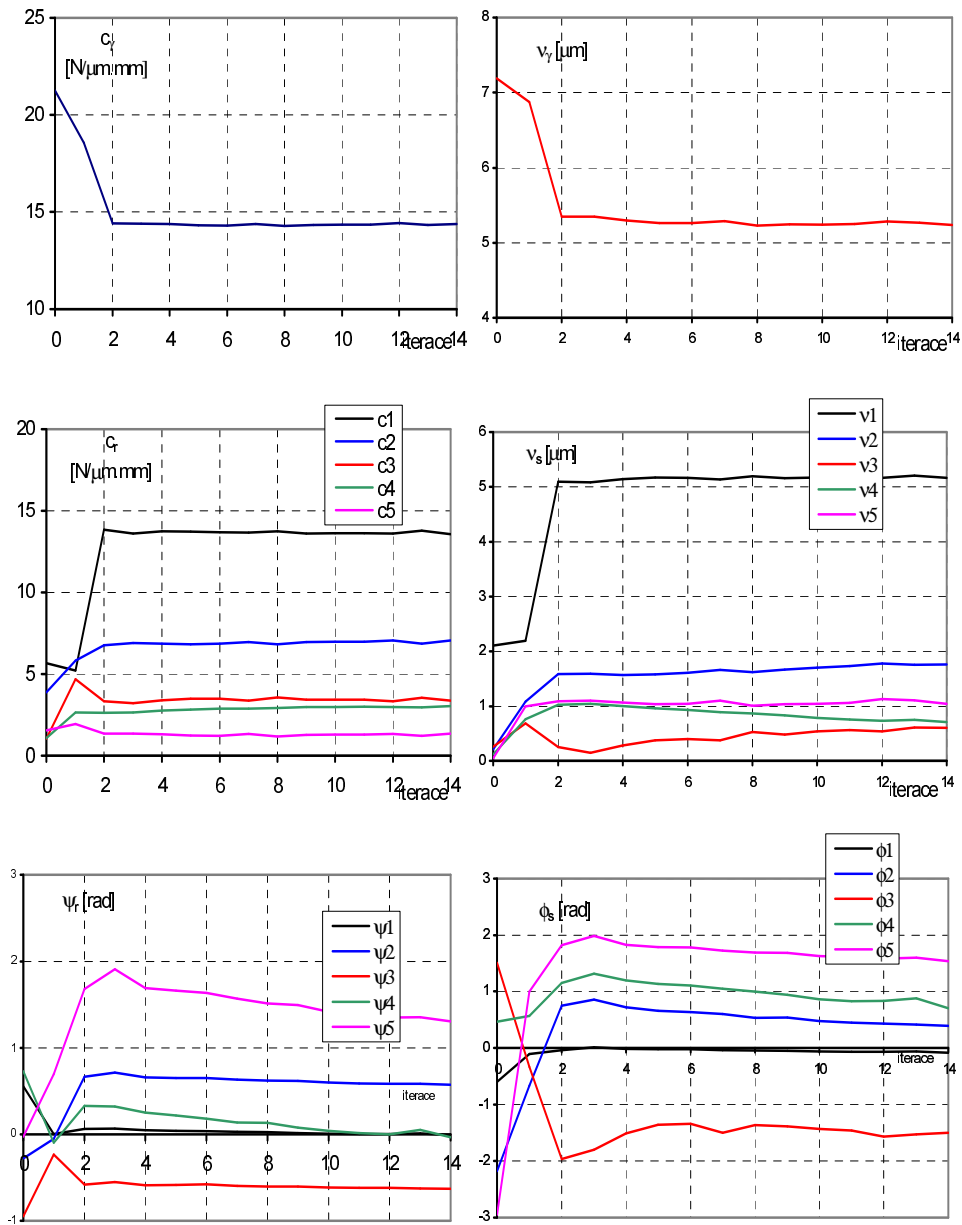 25
20
15
10
cᵧ
[N/μm.mm]
0 2 4 6 8 10 12 14
iterace
8
7
6
5
4
νᵧ [μm]
0 2 4 6 8 10 12 14
iterace
20
15
10
5
0
cᵣ
[N/μm.mm]
c1
c2
c3
c4
c5
0 2 4 6 8 10 12 14
iterace
6
5
4
3
2
1
0
νₛ [μm]
ν1
ν2
ν3
ν4
ν5
0 2 4 6 8 10 12 14
iterace
3
2
1
0
-1
ψᵣ [rad]
ψ1
ψ2
ψ3
ψ4
ψ5
iterace
0 2 4 6 8 10 12 14
3
2
1
0
-1
-2
-3
ϕₛ [rad]
ϕ1
ϕ2
ϕ3
ϕ4
ϕ5
iterace
0 2 4 6 8 10 12 14